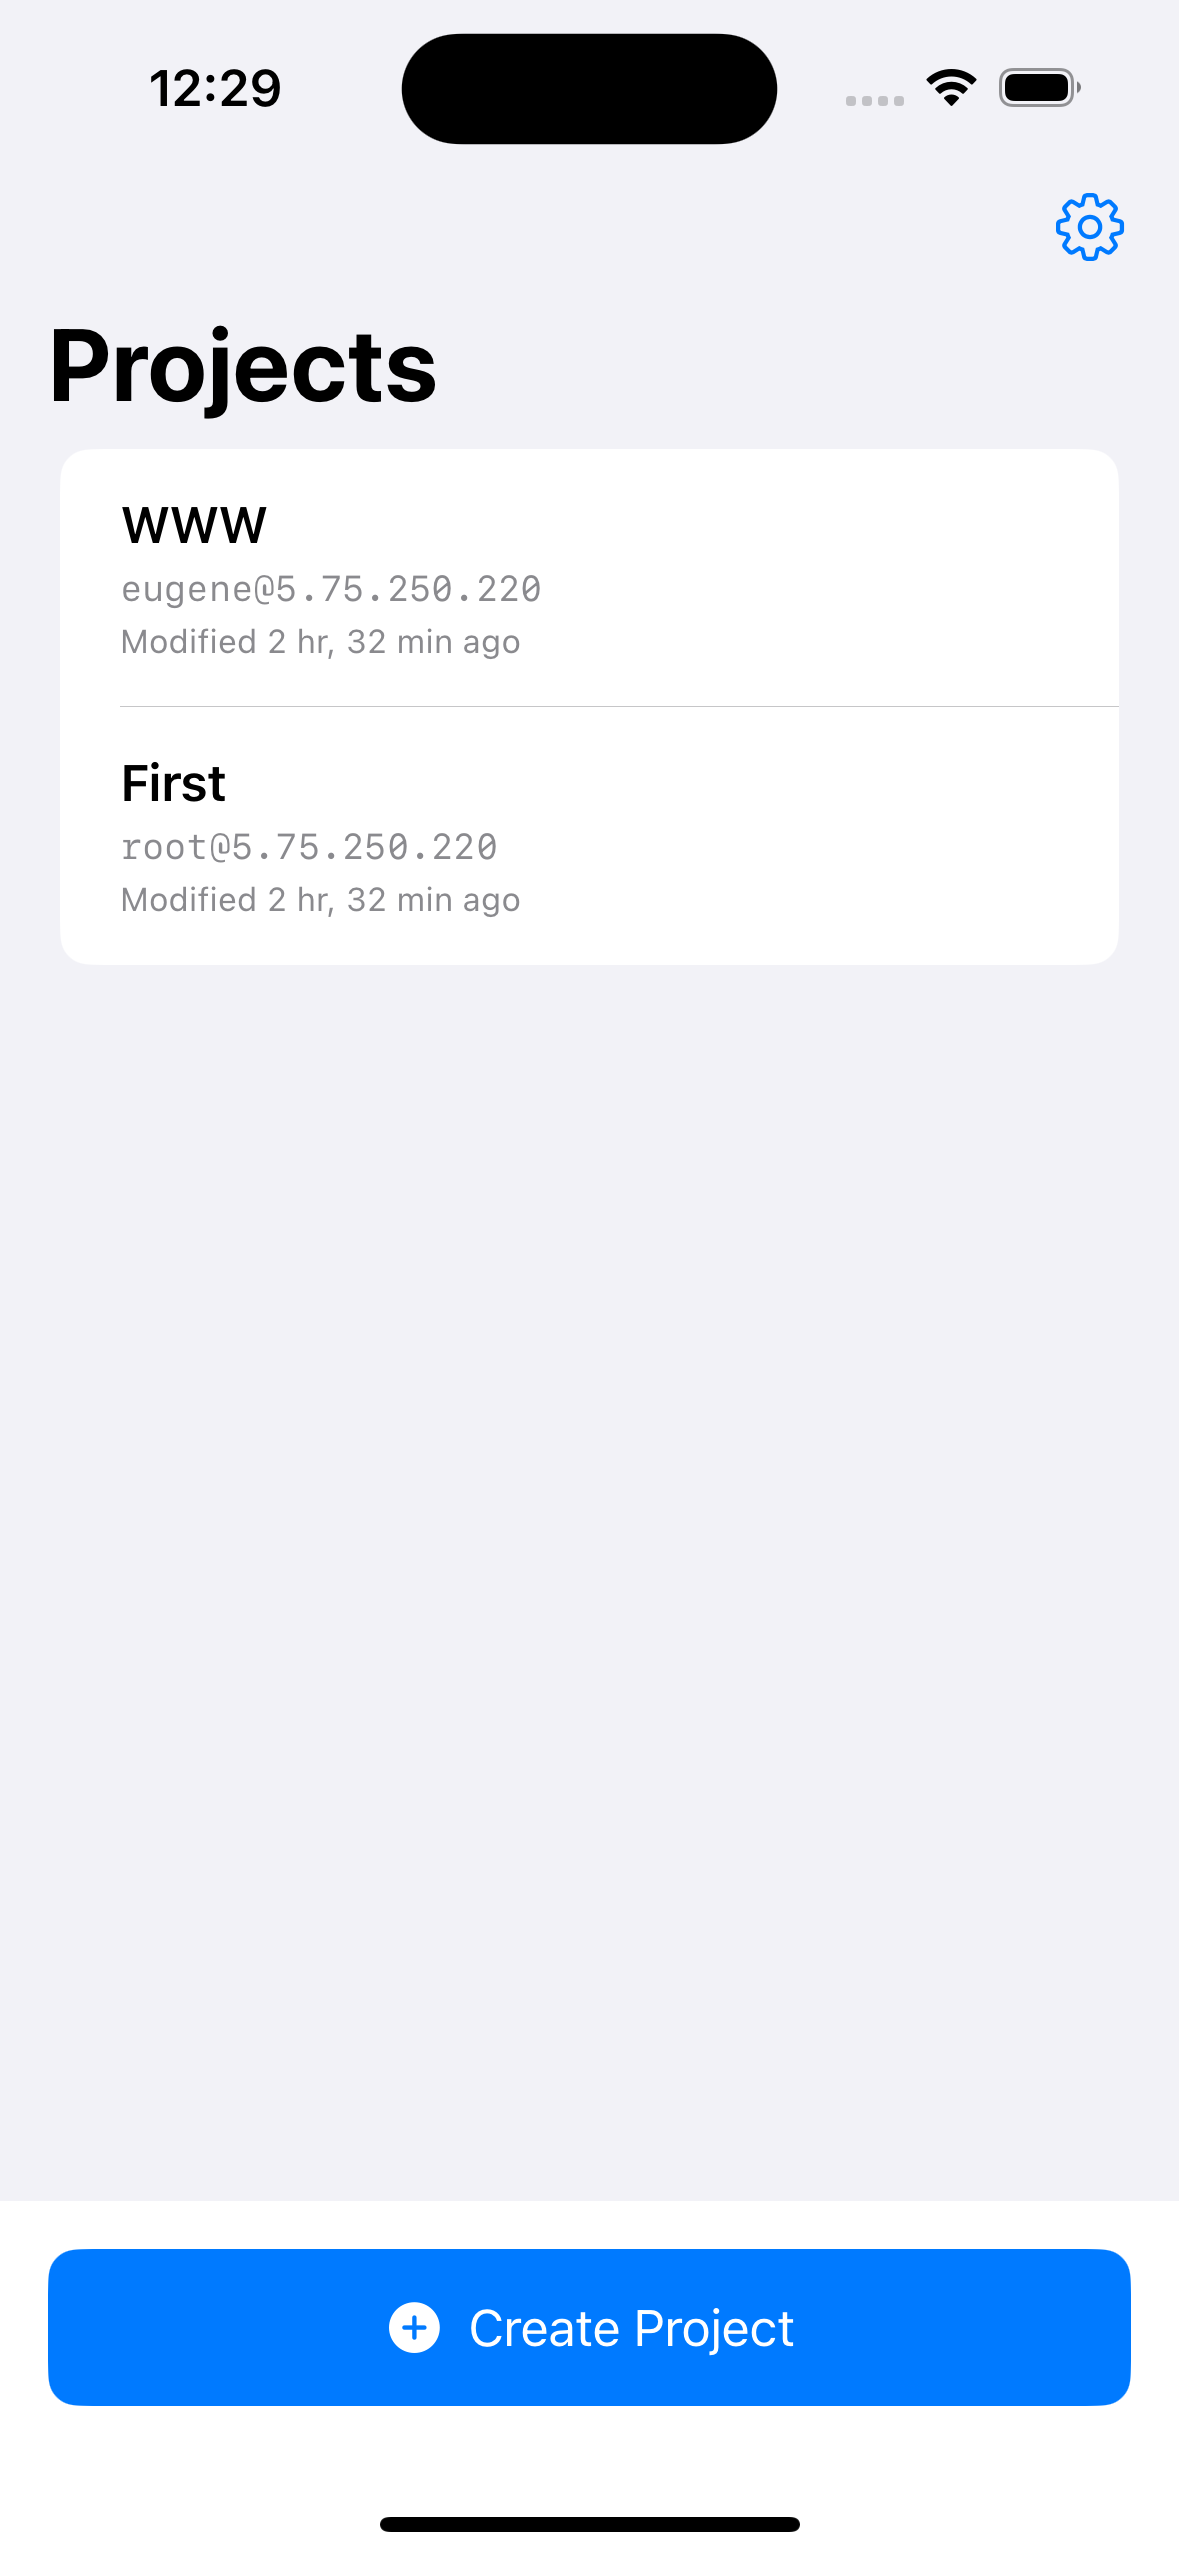 12:29
Projects
WWW
eugene@5.75.250.220
Modified 2 hr, 32 min ago
First
root@5.75.250.220
Modified 2 hr, 32 min ago
Create Project